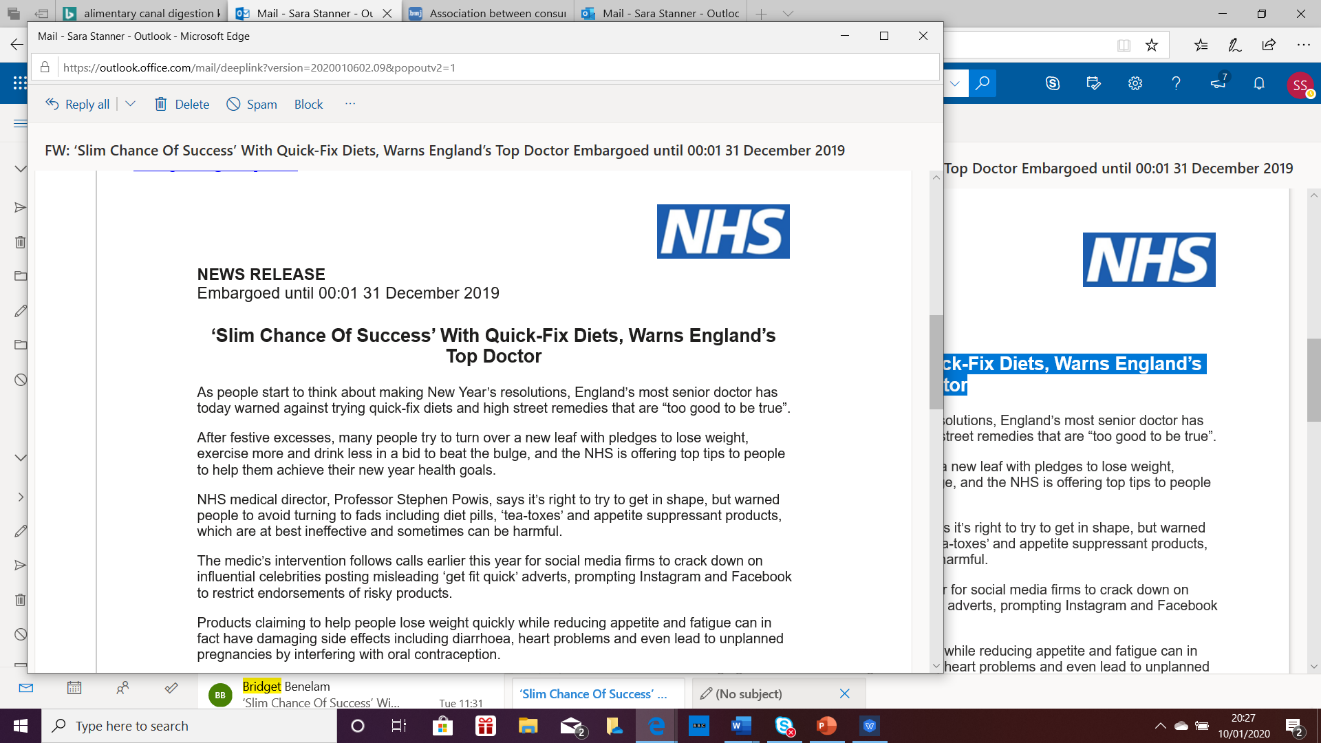 alimentary canal digestion
Mail - Sara Stanner - Ou
Association between consu
Mail - Sara Stanner - Outloc
Mail - Sara Stanner - Outlook - Microsoft Edge
https://outlook.office.com/mail/deeplink?version=2020010602.09&popoutv2=1
Reply all
Delete
Spam
Block
7
SS
FW: ‘Slim Chance Of Success’ With Quick-Fix Diets, Warns England’s Top Doctor Embargoed until 00:01 31 December 2019
Top Doctor Embargoed until 00:01 31 December 2019
NHS
NEWS RELEASE
Embargoed until 00:01 31 December 2019
‘Slim Chance Of Success’ With Quick-Fix Diets, Warns England’s
Top Doctor
As people start to think about making New Year’s resolutions, England’s most senior doctor has
today warned against trying quick-fix diets and high street remedies that are “too good to be true”.
After festive excesses, many people try to turn over a new leaf with pledges to lose weight,
exercise more and drink less in a bid to beat the bulge, and the NHS is offering top tips to people
to help them achieve their new year health goals.
NHS medical director, Professor Stephen Powis, says it’s right to try to get in shape, but warned
people to avoid turning to fads including diet pills, ‘tea-toxes’ and appetite suppressant products,
which are at best ineffective and sometimes can be harmful.
The medic’s intervention follows calls earlier this year for social media firms to crack down on
influential celebrities posting misleading ‘get fit quick’ adverts, prompting Instagram and Facebook
to restrict endorsements of risky products.
Products claiming to help people lose weight quickly while reducing appetite and fatigue can in
fact have damaging side effects including diarrhoea, heart problems and even lead to unplanned
pregnancies by interfering with oral contraception.
NHS
ck-Fix Diets, Warns England’s
tor
solutions, England’s most senior doctor has
street remedies that are “too good to be true”.
a new leaf with pledges to lose weight,
e, and the NHS is offering top tips to people
s it’s right to try to get in shape, but warned
a-toxes’ and appetite suppressant products,
harmful.
r for social media firms to crack down on
adverts, prompting Instagram and Facebook
while reducing appetite and fatigue can in
heart problems and even lead to unplanned
BB
Bridget Benelam
‘Slim Chance Of Success’ Wi...
Tue 11:31
‘Slim Chance Of Success’ ...
(No subject)
Type here to search
2
20:27
10/01/2020
2